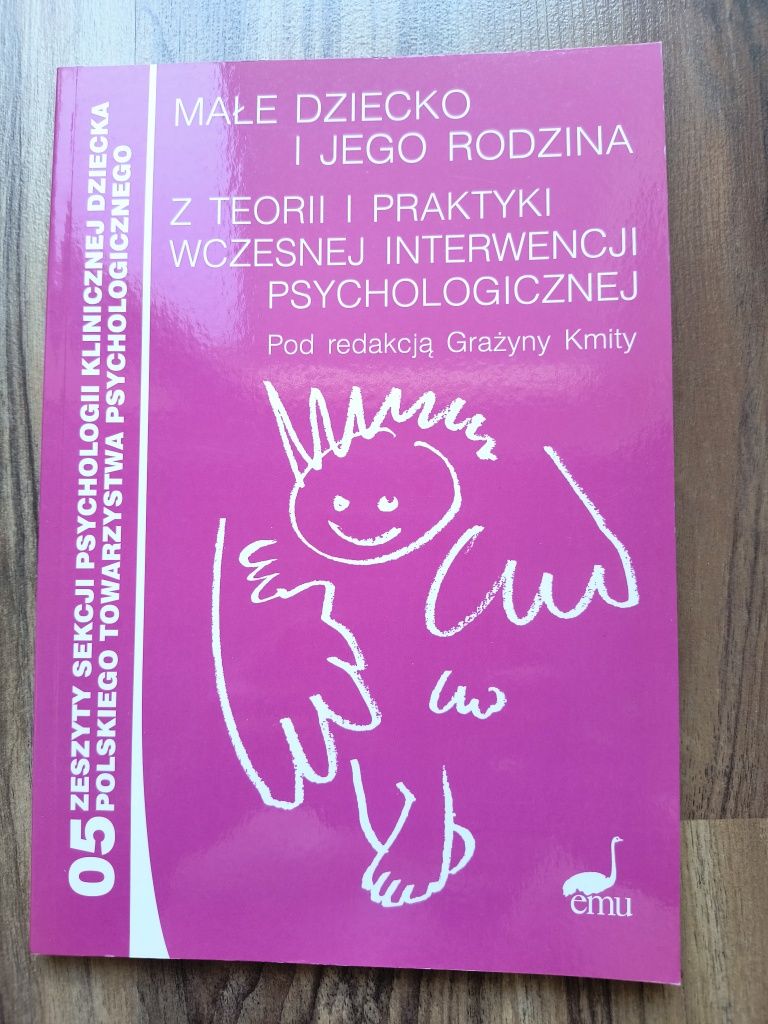 MAŁE DZIECKO
I JEGO RODZINA
Z TEORII I PRAKTYKI
WCZESNEJ INTERWENCJI
PSYCHOLOGICZNEJ
Pod redakcją Grażyny Kmity
05
ZESZYTY SEKCJI PSYCHOLOGII KLINICZNEJ DZIECKA
POLSKIEGO TOWARZYSTWA PSYCHOLOGICZNEGO
emu